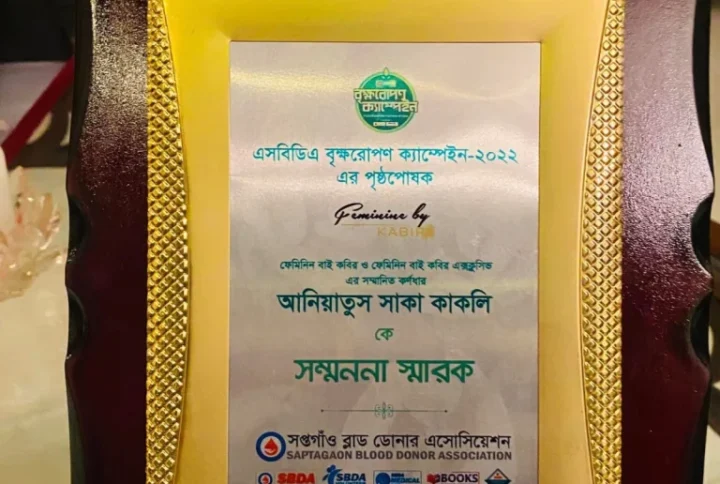 বৃক্ষরোপণ
ক্যাম্পেইন
এসবিডিএ বৃক্ষরোপণ ক্যাম্পেইন-২০২২
এর পৃষ্ঠপোষক
Feminine by
KABIR
ফেমিনিন বাই কবির ও ফেমিনিন বাই কবির এক্সক্লুসিভ
এর সম্মানিত কর্ণধার
আনিয়াতুস সাকা কাকলি
কে
সম্মননা স্মারক
সপ্তগাঁও ব্লাড ডোনার এসোসিয়েশন
SAPTAGAON BLOOD DONOR ASSOCIATION
SBDA SBDA MEDICAL BOOKS